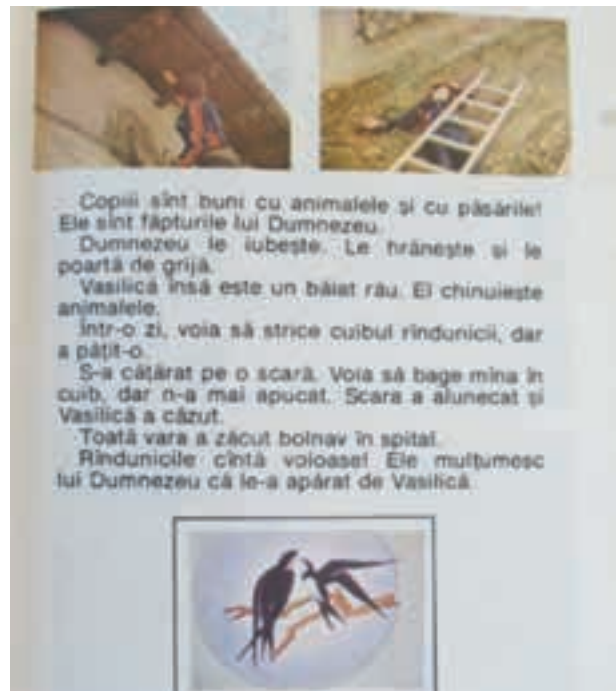 Copiii sînt buni cu animalele și cu păsările!
Ele sînt făpturile lui Dumnezeu.
Dumnezeu le iubește. Le hrănește și le
poartă de grijă.
Vasilică însă este un băiat rău. El chinuiește
animalele.
Într-o zi, voia să strice cuibul rîndunicii, dar
a pățit-o.
S-a cățărat pe o scară. Voia să bage mîna în
cuib, dar n-a mai apucat. Scara a alunecat și
Vasilică a căzut.
Toată vara a zăcut bolnav în spital.
Rîndunicile cîntă voioase! Ele mulțumesc
lui Dumnezeu că le-a apărat de Vasilică.